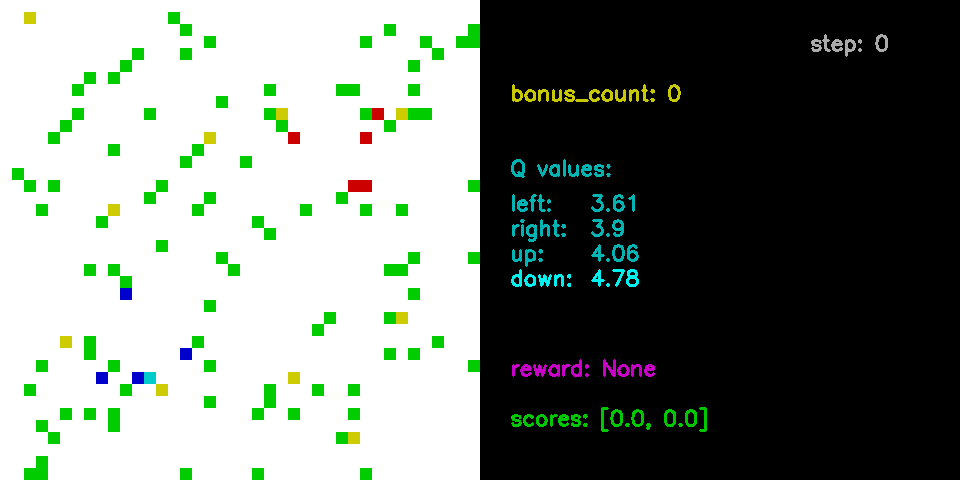 step: 0
bonus_count: 0
Q values:
left: 3.61
right: 3.9
up: 4.06
down: 4.78
reward: None
scores: [0.0, 0.0]